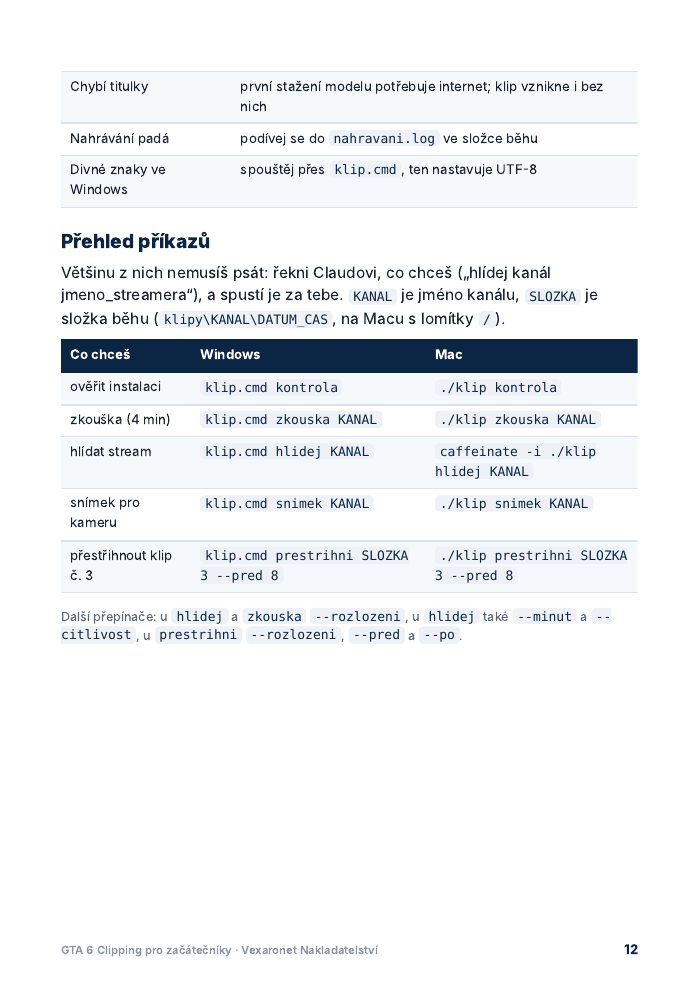 Chybí titulky první stažení modelu potřebuje internet; klip vznikne i bez
nich
Nahrávání padá podívej se do nahravani.log ve složce běhu
Divné znaky ve spouštěj přes klip.cmd , ten nastavuje UTF-8
Windows
Přehled příkazů
Většinu z nich nemusíš psát: řekni Claudovi, co chceš („hlídej kanál
jmeno_streamera“), a spustí je za tebe. KANAL je jméno kanálu, SLOZKA je
složka běhu ( klipy\KANAL\DATUM_CAS , na Macu s lomítky / ).
Co chceš Windows Mac
ověřit instalaci klip.cmd kontrola ./klip kontrola
zkouška (4 min) klip.cmd zkouska KANAL ./klip zkouska KANAL
hlídat stream klip.cmd hlidej KANAL caffeinate -i ./klip
hlidej KANAL
snímek pro klip.cmd snimek KANAL ./klip snimek KANAL
kameru
přestřihnout klip klip.cmd prestrihni SLOZKA ./klip prestrihni SLOZKA
č. 3 3 --pred 8 3 --pred 8
Další přepínače: u hlidej a zkouska --rozlozeni , u hlidej také --minut a --
citlivost , u prestrihni --rozlozeni , --pred a --po .
GTA 6 Clipping pro začátečníky · Vexaronet Nakladatelství 12